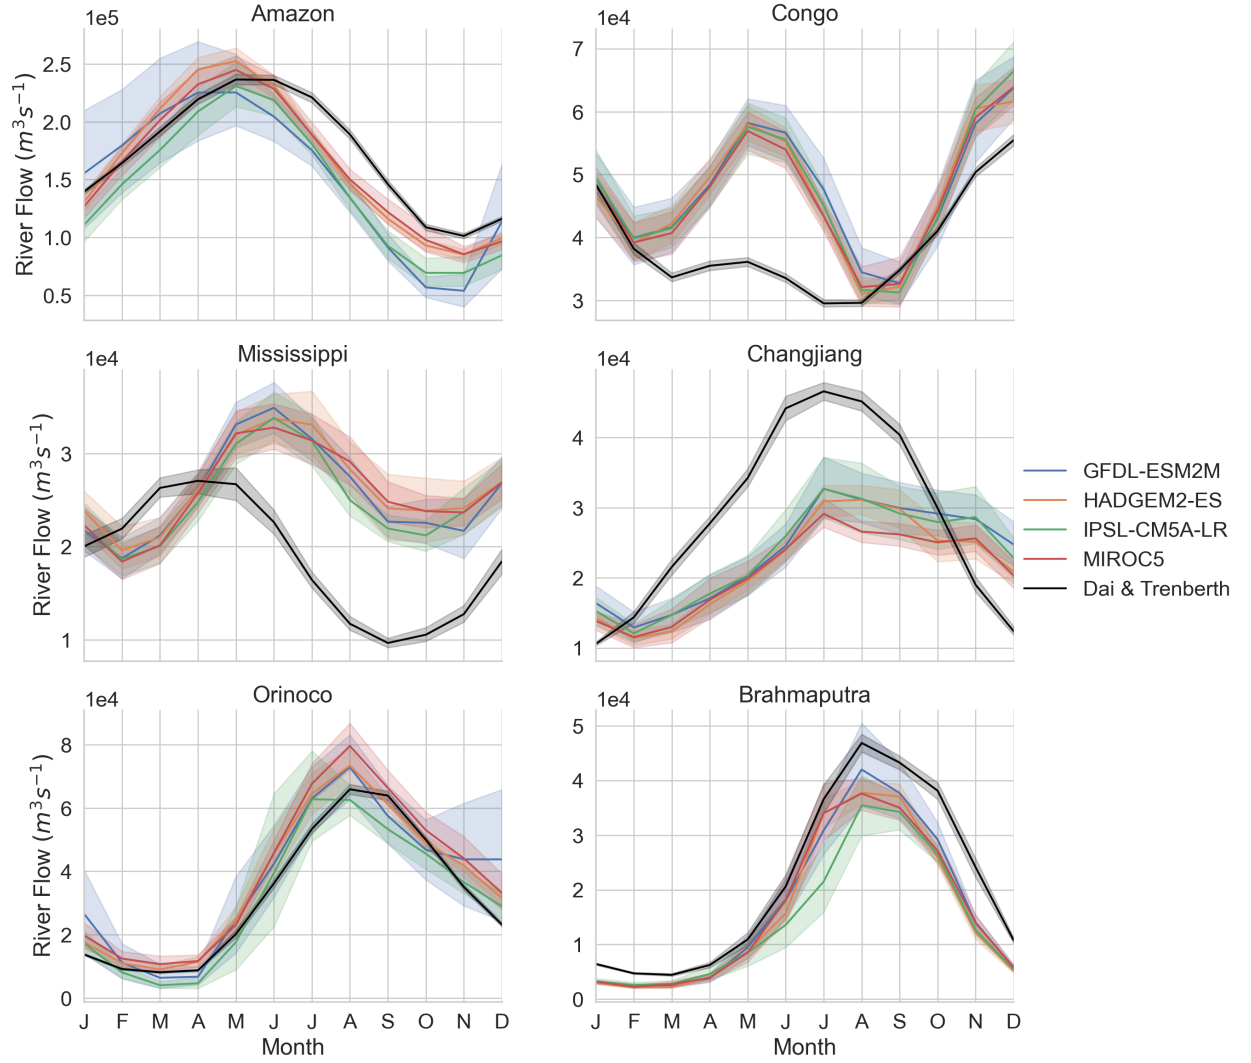 Amazon
1e5
River Flow (m³s⁻¹)
2.5
2.0
1.5
1.0
0.5
Congo
1e4
7
6
5
4
3
Mississippi
1e4
River Flow (m³s⁻¹)
3
2
1
Changjiang
1e4
4
3
2
1
GFDL-ESM2M
HADGEM2-ES
IPSL-CM5A-LR
MIROC5
Dai & Trenberth
Orinoco
1e4
River Flow (m³s⁻¹)
8
6
4
2
0
J F M A M J J A S O N D
Month
Brahmaputra
1e4
5
4
3
2
1
0
J F M A M J J A S O N D
Month